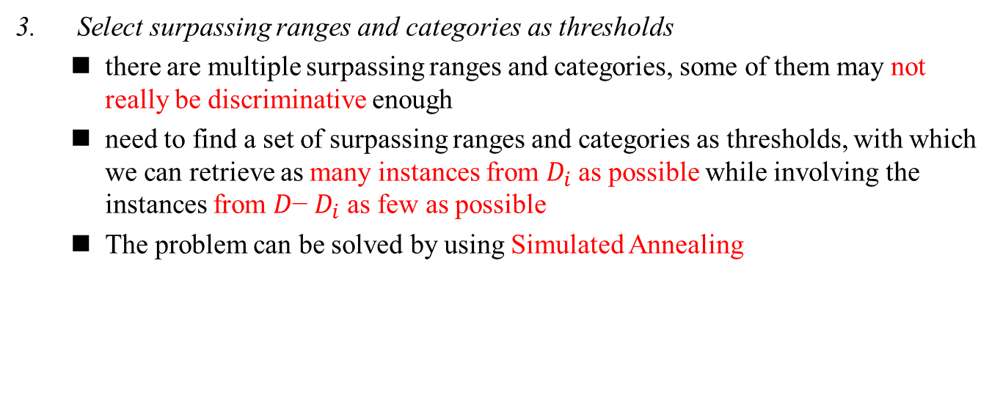 3. Select surpassing ranges and categories as thresholds
■ there are multiple surpassing ranges and categories, some of them may not
really be discriminative enough
■ need to find a set of surpassing ranges and categories as thresholds, with which
we can retrieve as many instances from Dᵢ as possible while involving the
instances from D− Dᵢ as few as possible
■ The problem can be solved by using Simulated Annealing